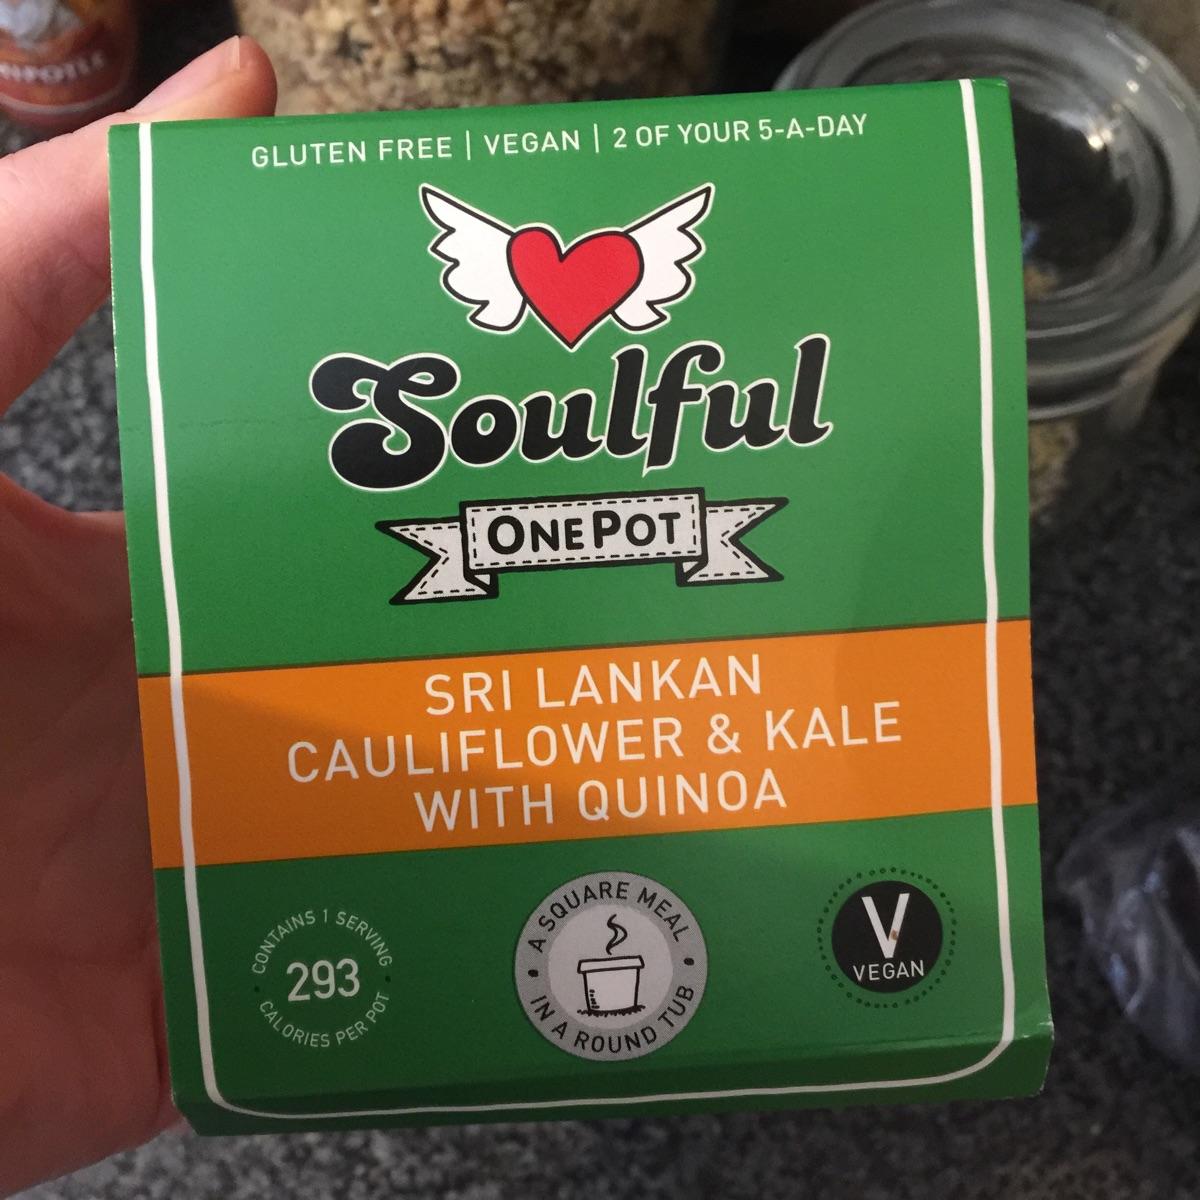 GLUTEN FREE | VEGAN | 2 OF YOUR 5-A-DAY
Soulful
ONEPOT
SRI LANKAN
CAULIFLOWER & KALE
WITH QUINOA
CONTAINS 1 SERVING
293
CALORIES PER POT
A SQUARE MEAL
IN A ROUND TUB
V
VEGAN